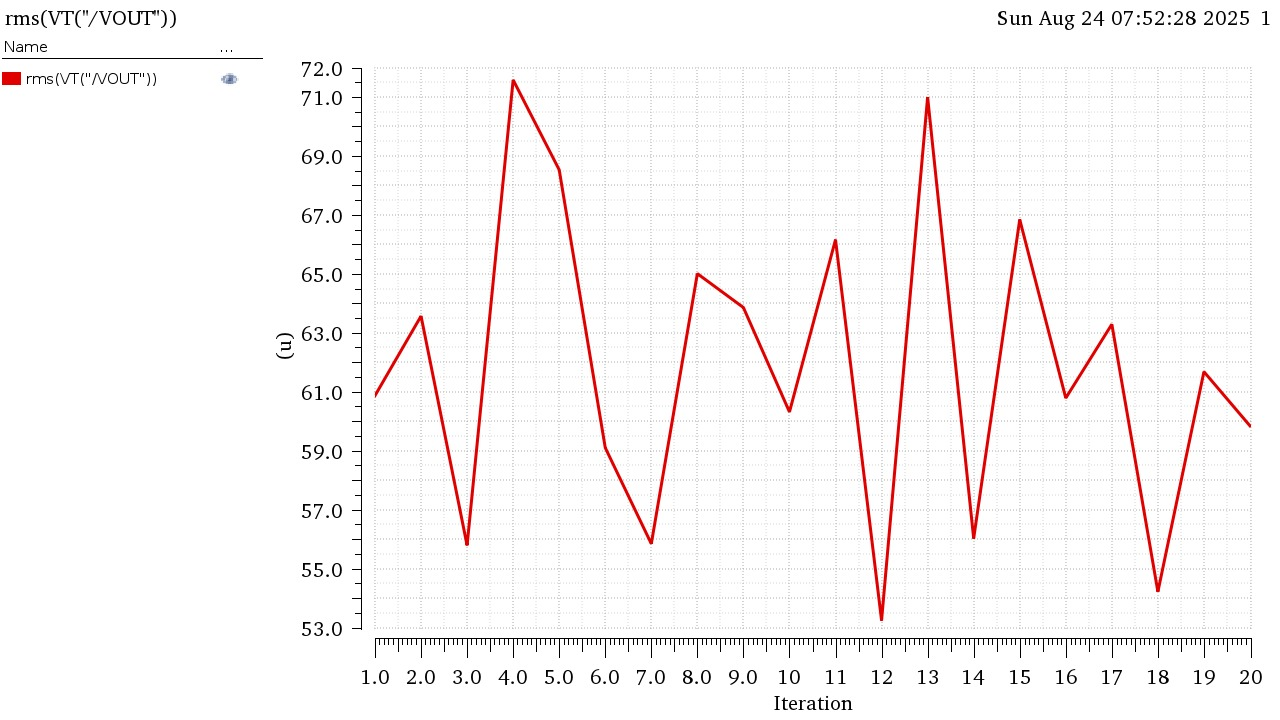 rms(VT("/VOUT"))
Sun Aug 24 07:52:28 2025 1
Name ...
rms(VT("/VOUT"))
72.0
71.0
69.0
67.0
65.0
63.0
61.0
59.0
57.0
55.0
53.0
(u)
1.0 2.0 3.0 4.0 5.0 6.0 7.0 8.0 9.0 10 11 12 13 14 15 16 17 18 19 20
Iteration